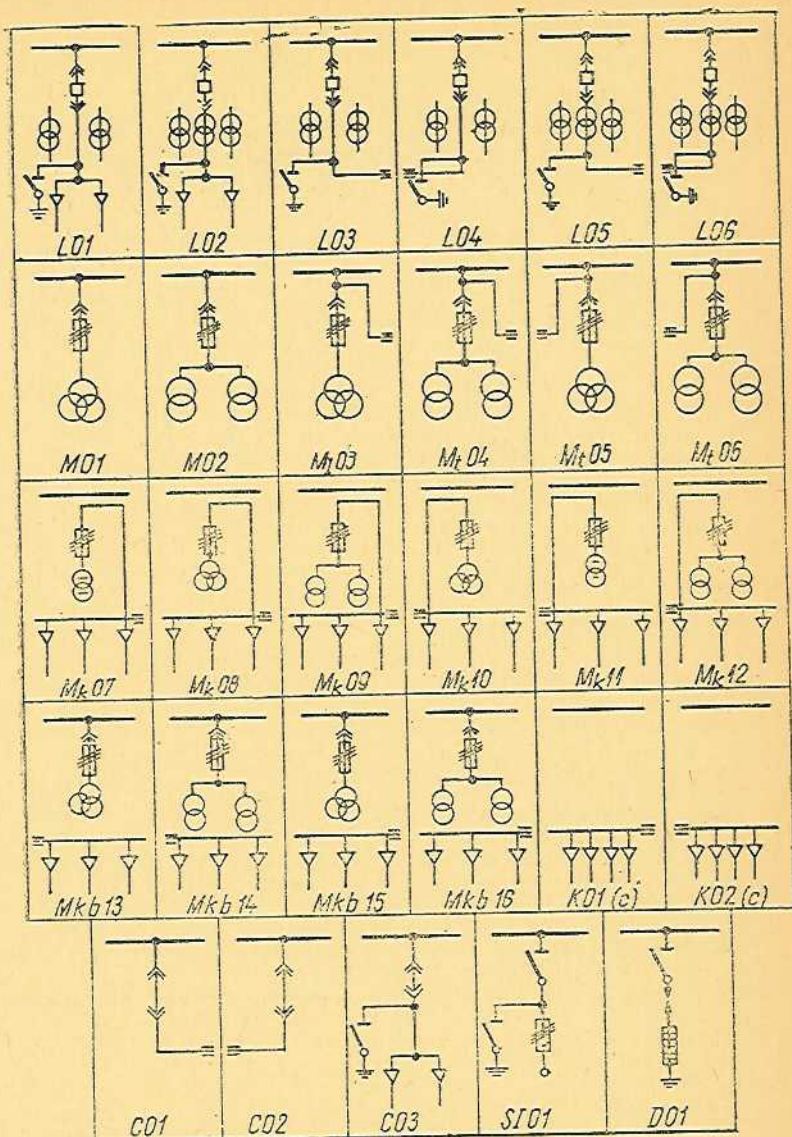 L01 L02 L03 L04 L05 L06
M01 M02 Mt03 Mt04 Mt05 Mt06
Mk07 Mk08 Mk09 Mk10 Mk11 Mk12
Mkb13 Mkb14 Mkb15 Mkb16 K01(c) K02(c)
C01 C02 C03 SI01 D01